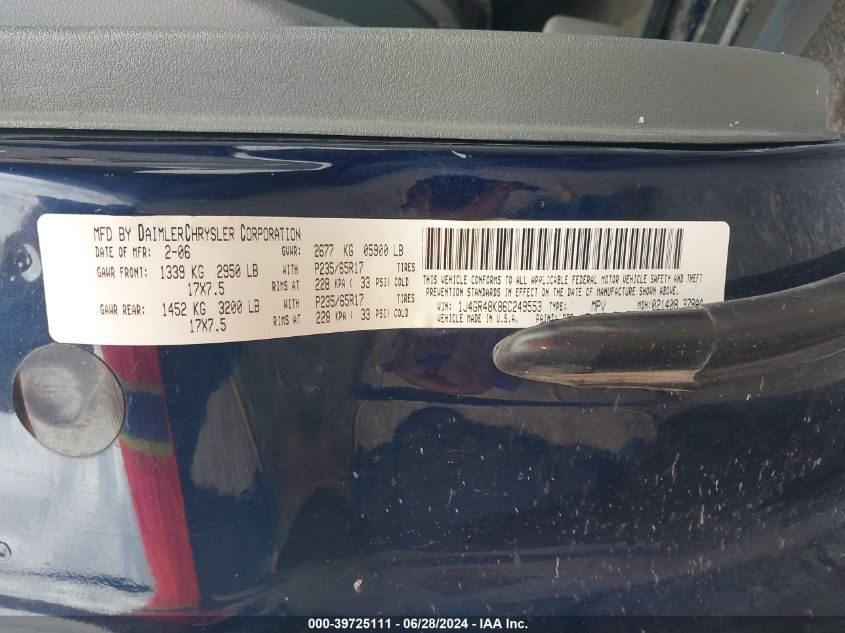 MFD BY DAIMLERCHRYSLER CORPORATION
DATE OF MFR: 2-06 GVWR: 2677 KG 05900 LB
GAWR FRONT: 1339 KG 2950 LB WITH P235/65R17 TIRES
17X7.5 RIMS AT 228 KPA ( 33 PSI) COLD
GAWR REAR: 1452 KG 3200 LB WITH P235/65R17 TIRES
17X7.5 RIMS AT 228 KPA ( 33 PSI) COLD
THIS VEHICLE CONFORMS TO ALL APPLICABLE FEDERAL MOTOR VEHICLE SAFETY AND THEFT
PREVENTION STANDARDS IN EFFECT ON THE DATE OF MANUFACTURE SHOWN ABOVE.
VIN: 1J4GR48K86C249553 TYPE: MPV MDH: 021408
VEHICLE MADE IN U.S.A. PAINT:
000-39725111 - 06/28/2024 - IAA Inc.